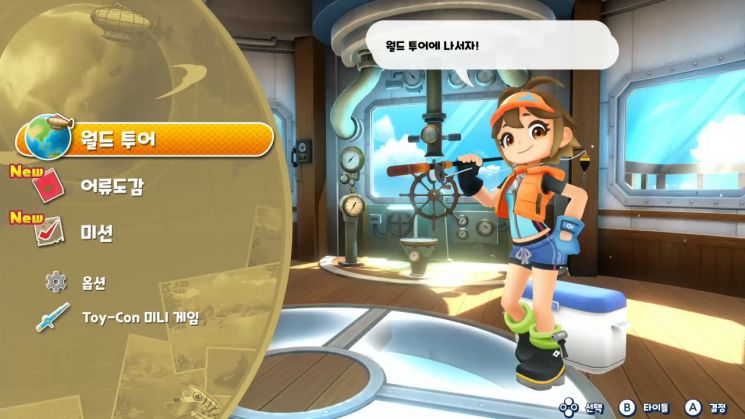 월드 투어에 나서자!
월드 투어
New
어류도감
New
미션
옵션
Toy-Con 미니 게임
선택 B 타이틀 A 결정